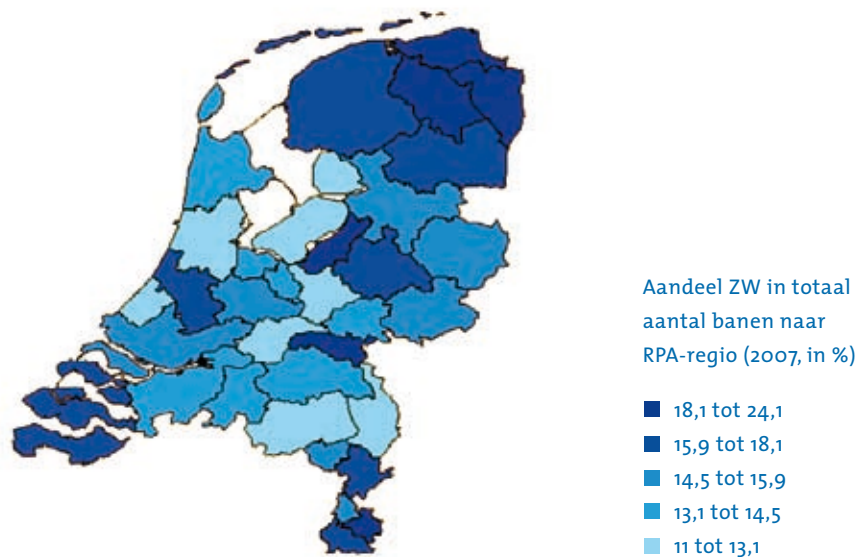 Aandeel ZW in totaal
aantal banen naar
RPA-regio (2007, in %)
18,1 tot 24,1
15,9 tot 18,1
14,5 tot 15,9
13,1 tot 14,5
11 tot 13,1